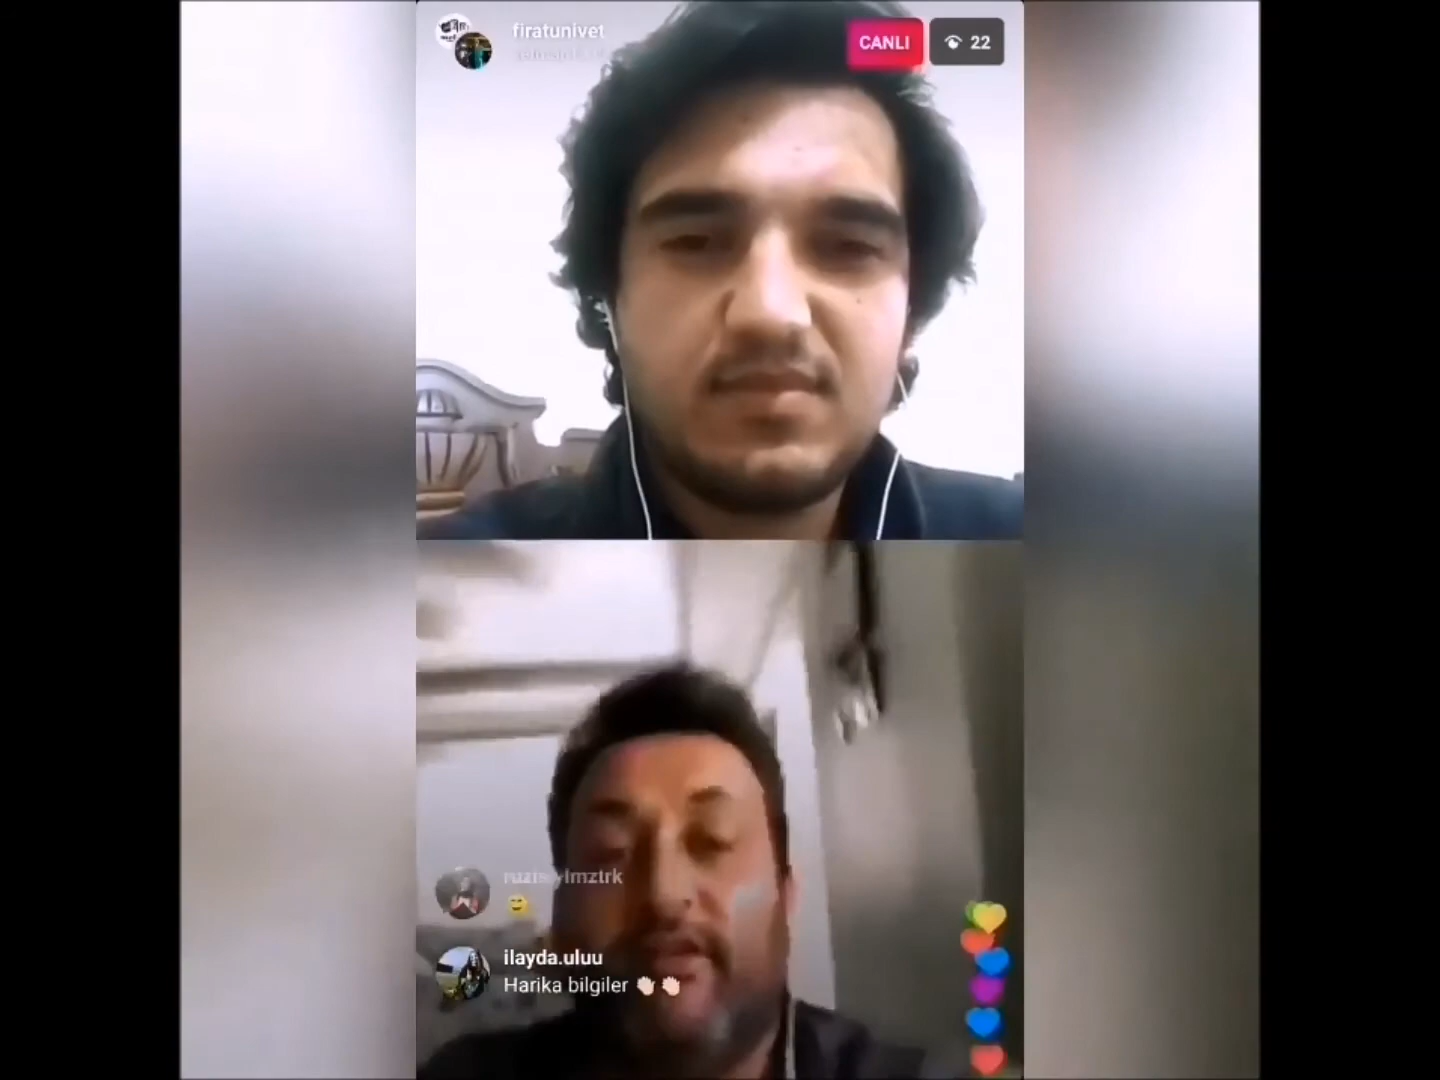 firatunivet
CANLI
22
ilayda.uluu
Harika bilgiler 👏🏻👏🏻